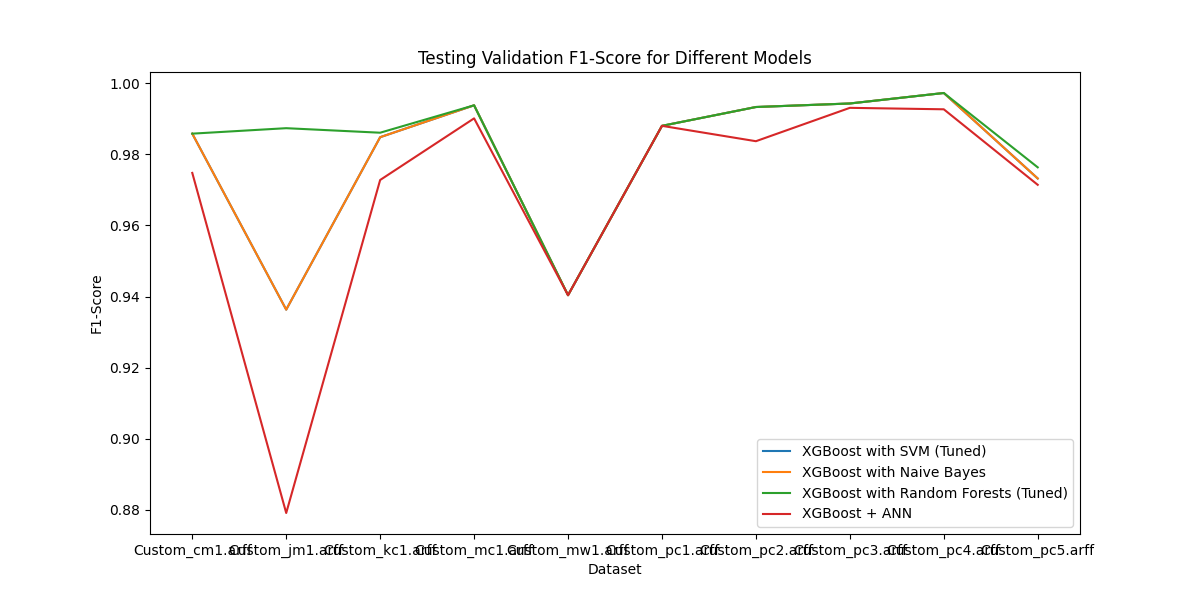 Testing Validation F1-Score for Different Models
1.00
0.98
0.96
0.94
0.92
0.90
0.88
F1-Score
XGBoost with SVM (Tuned)
XGBoost with Naive Bayes
XGBoost with Random Forests (Tuned)
XGBoost + ANN
Custom_cm1.arff Custom_jm1.arff Custom_kc1.arff Custom_mc1.arff Custom_mw1.arff Custom_pc1.arff Custom_pc2.arff Custom_pc3.arff Custom_pc4.arff Custom_pc5.arff
Dataset